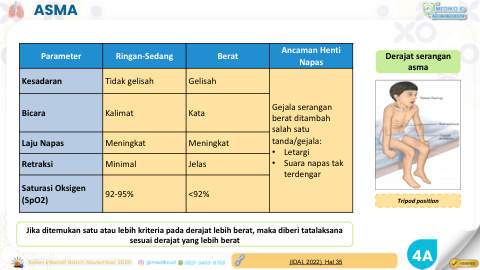 ASMA
Parameter
Ringan-Sedang
Berat
Ancaman Henti
Napas
Kesadaran
Tidak gelisah
Gelisah
Bicara
Kalimat
Kata
Laju Napas
Meningkat
Meningkat
Retraksi
Minimal
Jelas
Saturasi Oksigen
(SpO2)
92-95%
<92%
Gejala serangan
berat ditambah
salah satu
tanda/gejala:
• Letargi
• Suara napas tak
terdengar
Derajat serangan
asma
Tripod position
Jika ditemukan satu atau lebih kriteria pada derajat lebih berat, maka diberi tatalaksana
sesuai derajat yang lebih berat
(IDAI, 2022) Hal 35
4A